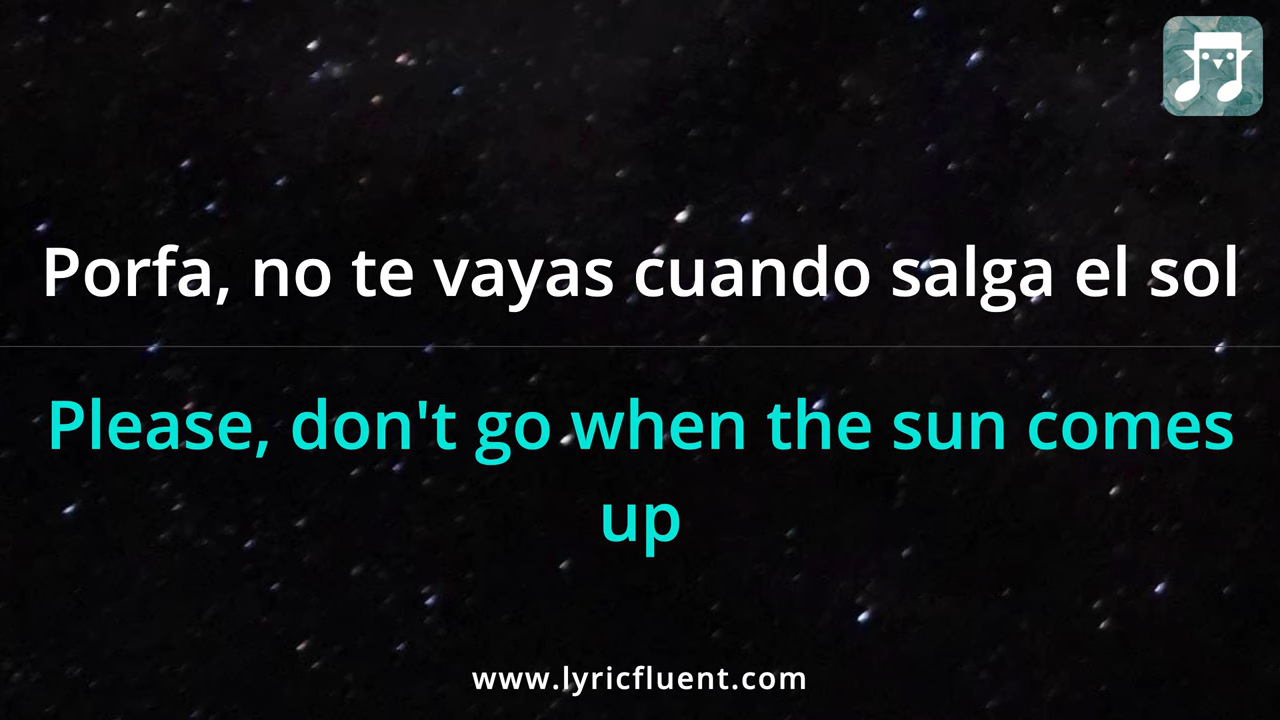 Porfa, no te vayas cuando salga el sol
Please, don't go when the sun comes
up
www.lyricfluent.com